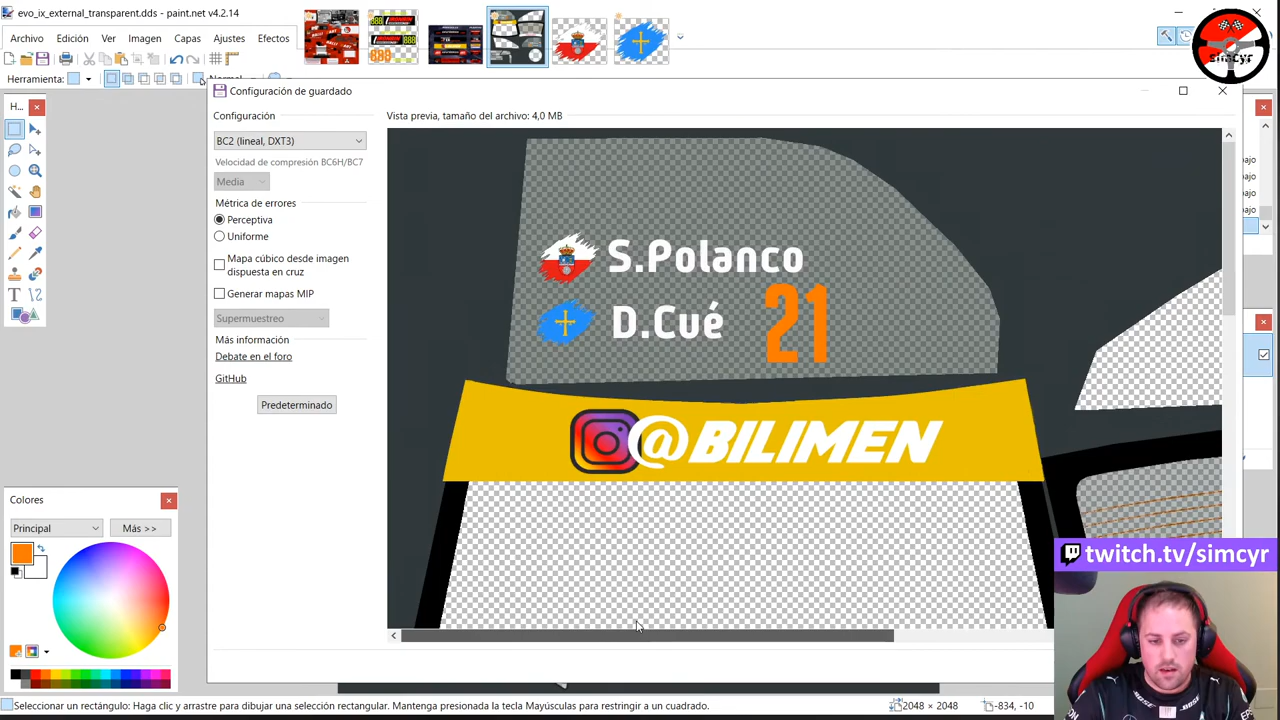 evo_ix_external_transparent.dds - paint.net v4.2.14
Archivo Edición Ver Imagen Capas Ajustes Efectos
Herramienta: Normal
SimCyr
H...
Configuración de guardado
Configuración
BC2 (lineal, DXT3)
Velocidad de compresión BC6H/BC7
Media
Métrica de errores
Perceptiva
Uniforme
Mapa cúbico desde imagen
dispuesta en cruz
Generar mapas MIP
Supermuestreo
Más información
Debate en el foro
GitHub
Predeterminado
Vista previa, tamaño del archivo: 4,0 MB
S.Polanco
D.Cué
21
@BILIMEN
Colores
Principal
Más >>
twitch.tv/simcyr
Seleccionar un rectángulo: Haga clic y arrastre para dibujar una selección rectangular. Mantenga presionada la tecla Mayúsculas para restringir a un cuadrado.
2048 × 2048
-834, -10